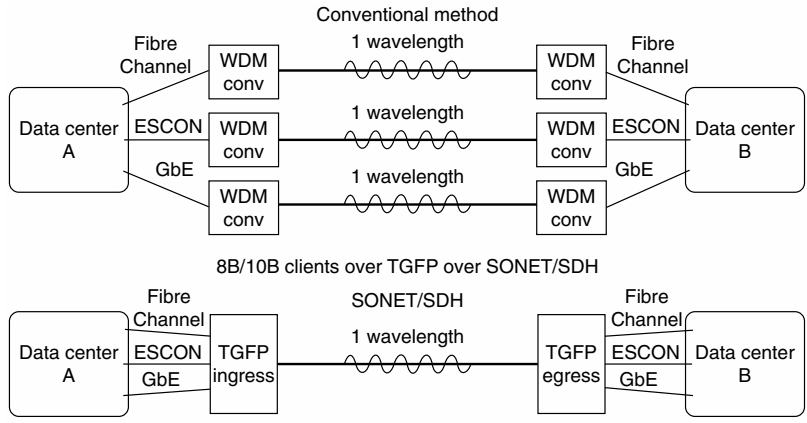 Conventional method
Fibre
Channel
WDM
conv
1 wavelength
WDM
conv
Fibre
Channel
Data center
A
ESCON
WDM
conv
1 wavelength
WDM
conv
ESCON
Data center
B
GbE
WDM
conv
1 wavelength
WDM
conv
GbE
8B/10B clients over TGFP over SONET/SDH
Fibre
Channel
SONET/SDH
Fibre
Channel
Data center
A
ESCON
GbE
TGFP
ingress
1 wavelength
TGFP
egress
ESCON
GbE
Data center
B